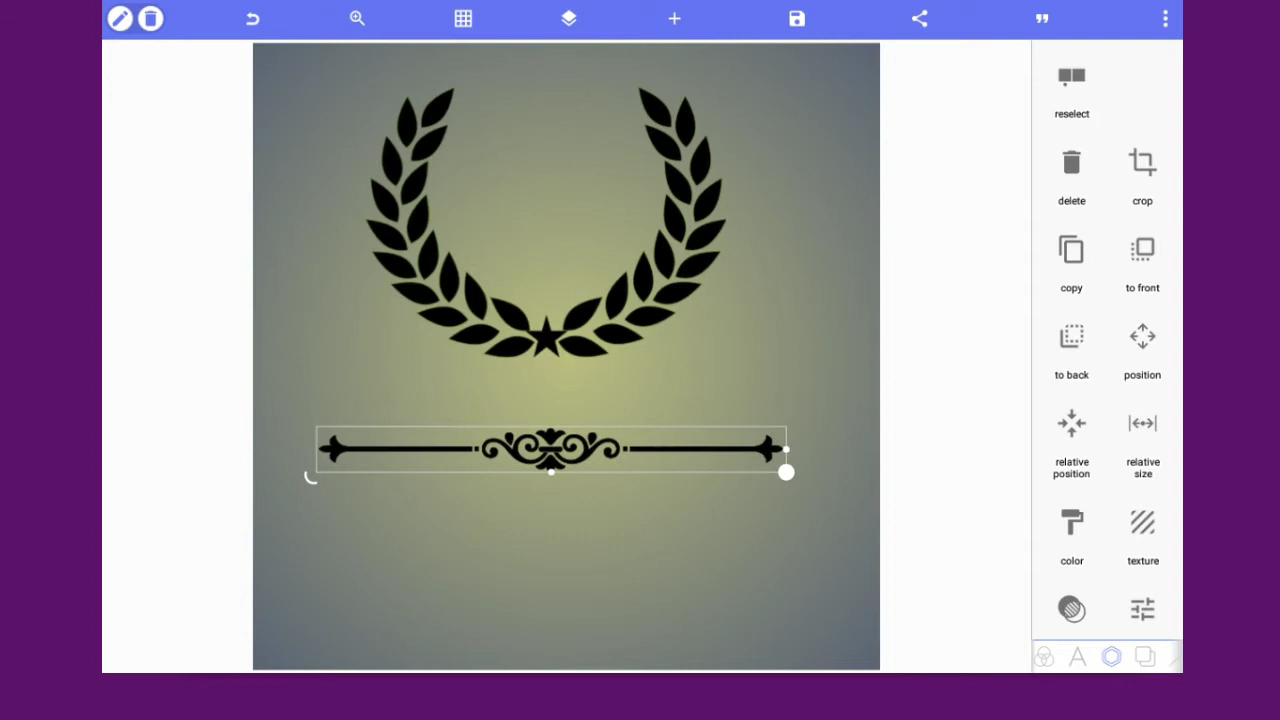 reselect
delete
crop
copy
to front
to back
position
relative
position
relative
size
color
texture
A